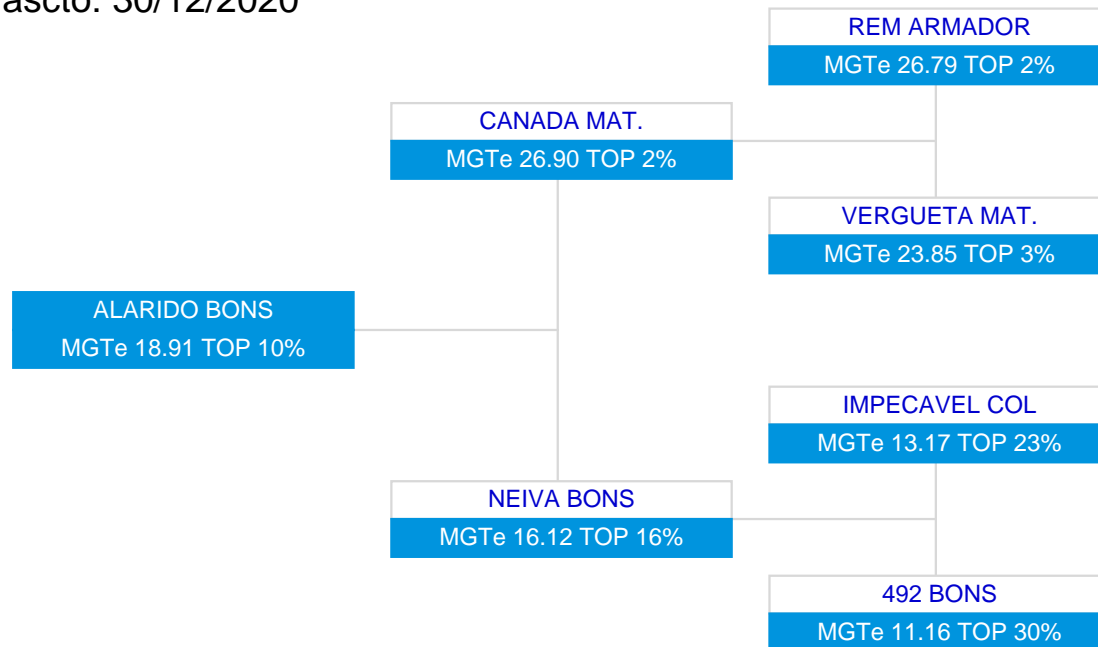 ascto: 30/12/2020
REM ARMADOR
MGTe 26.79 TOP 2%
CANADA MAT.
MGTe 26.90 TOP 2%
VERGUETA MAT.
MGTe 23.85 TOP 3%
ALARIDO BONS
MGTe 18.91 TOP 10%
IMPECAVEL COL
MGTe 13.17 TOP 23%
NEIVA BONS
MGTe 16.12 TOP 16%
492 BONS
MGTe 11.16 TOP 30%